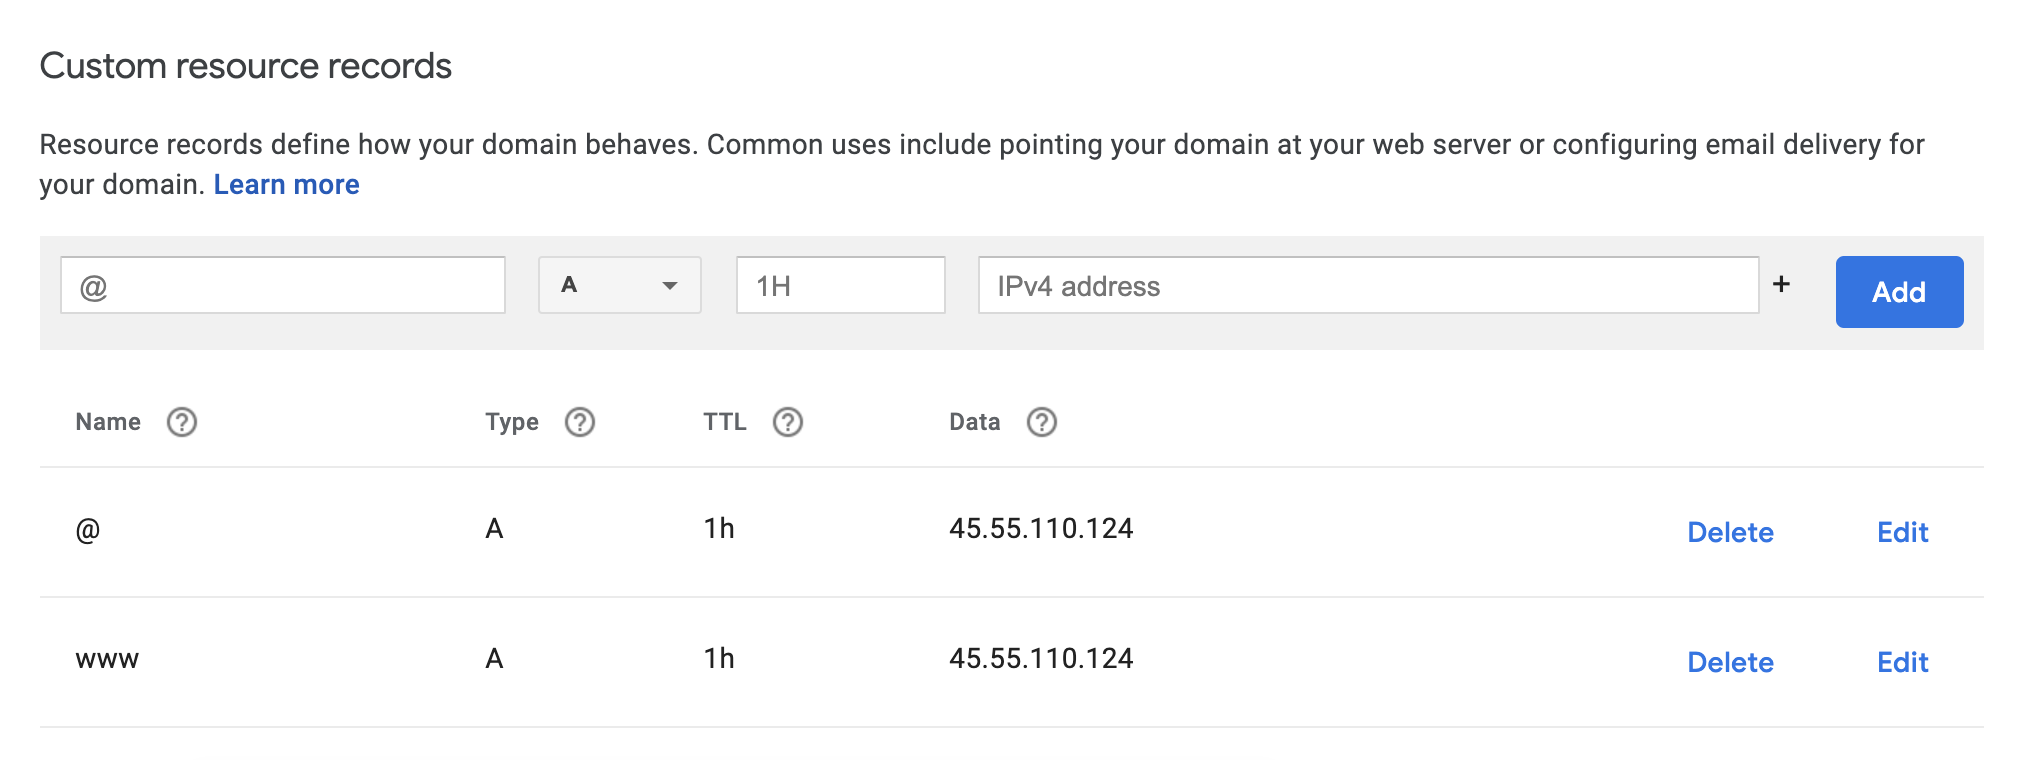 Custom resource records
Resource records define how your domain behaves. Common uses include pointing your domain at your web server or configuring email delivery for
your domain. Learn more
@ A 1H IPv4 address + Add
Name ? Type ? TTL ? Data ?
@ A 1h 45.55.110.124 Delete Edit
www A 1h 45.55.110.124 Delete Edit